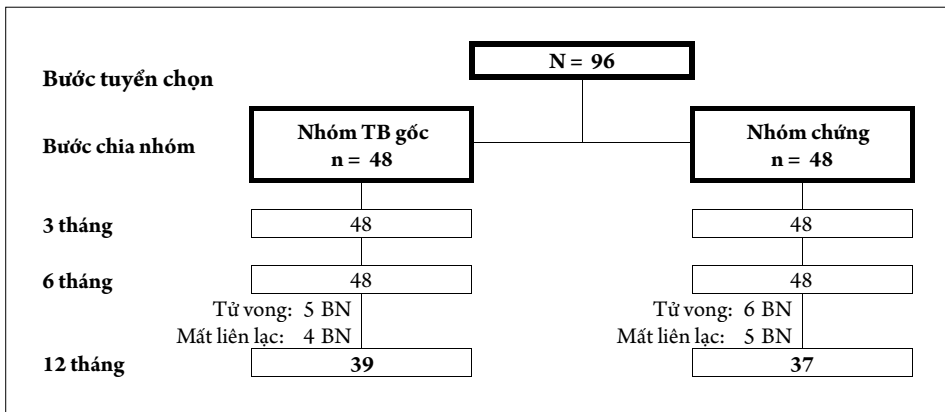 N = 96
Bước tuyển chọn
Bước chia nhóm
Nhóm TB gốc
n = 48
Nhóm chứng
n = 48
3 tháng
48
48
6 tháng
48
48
Tử vong: 5 BN
Mất liên lạc: 4 BN
Tử vong: 6 BN
Mất liên lạc: 5 BN
12 tháng
39
37